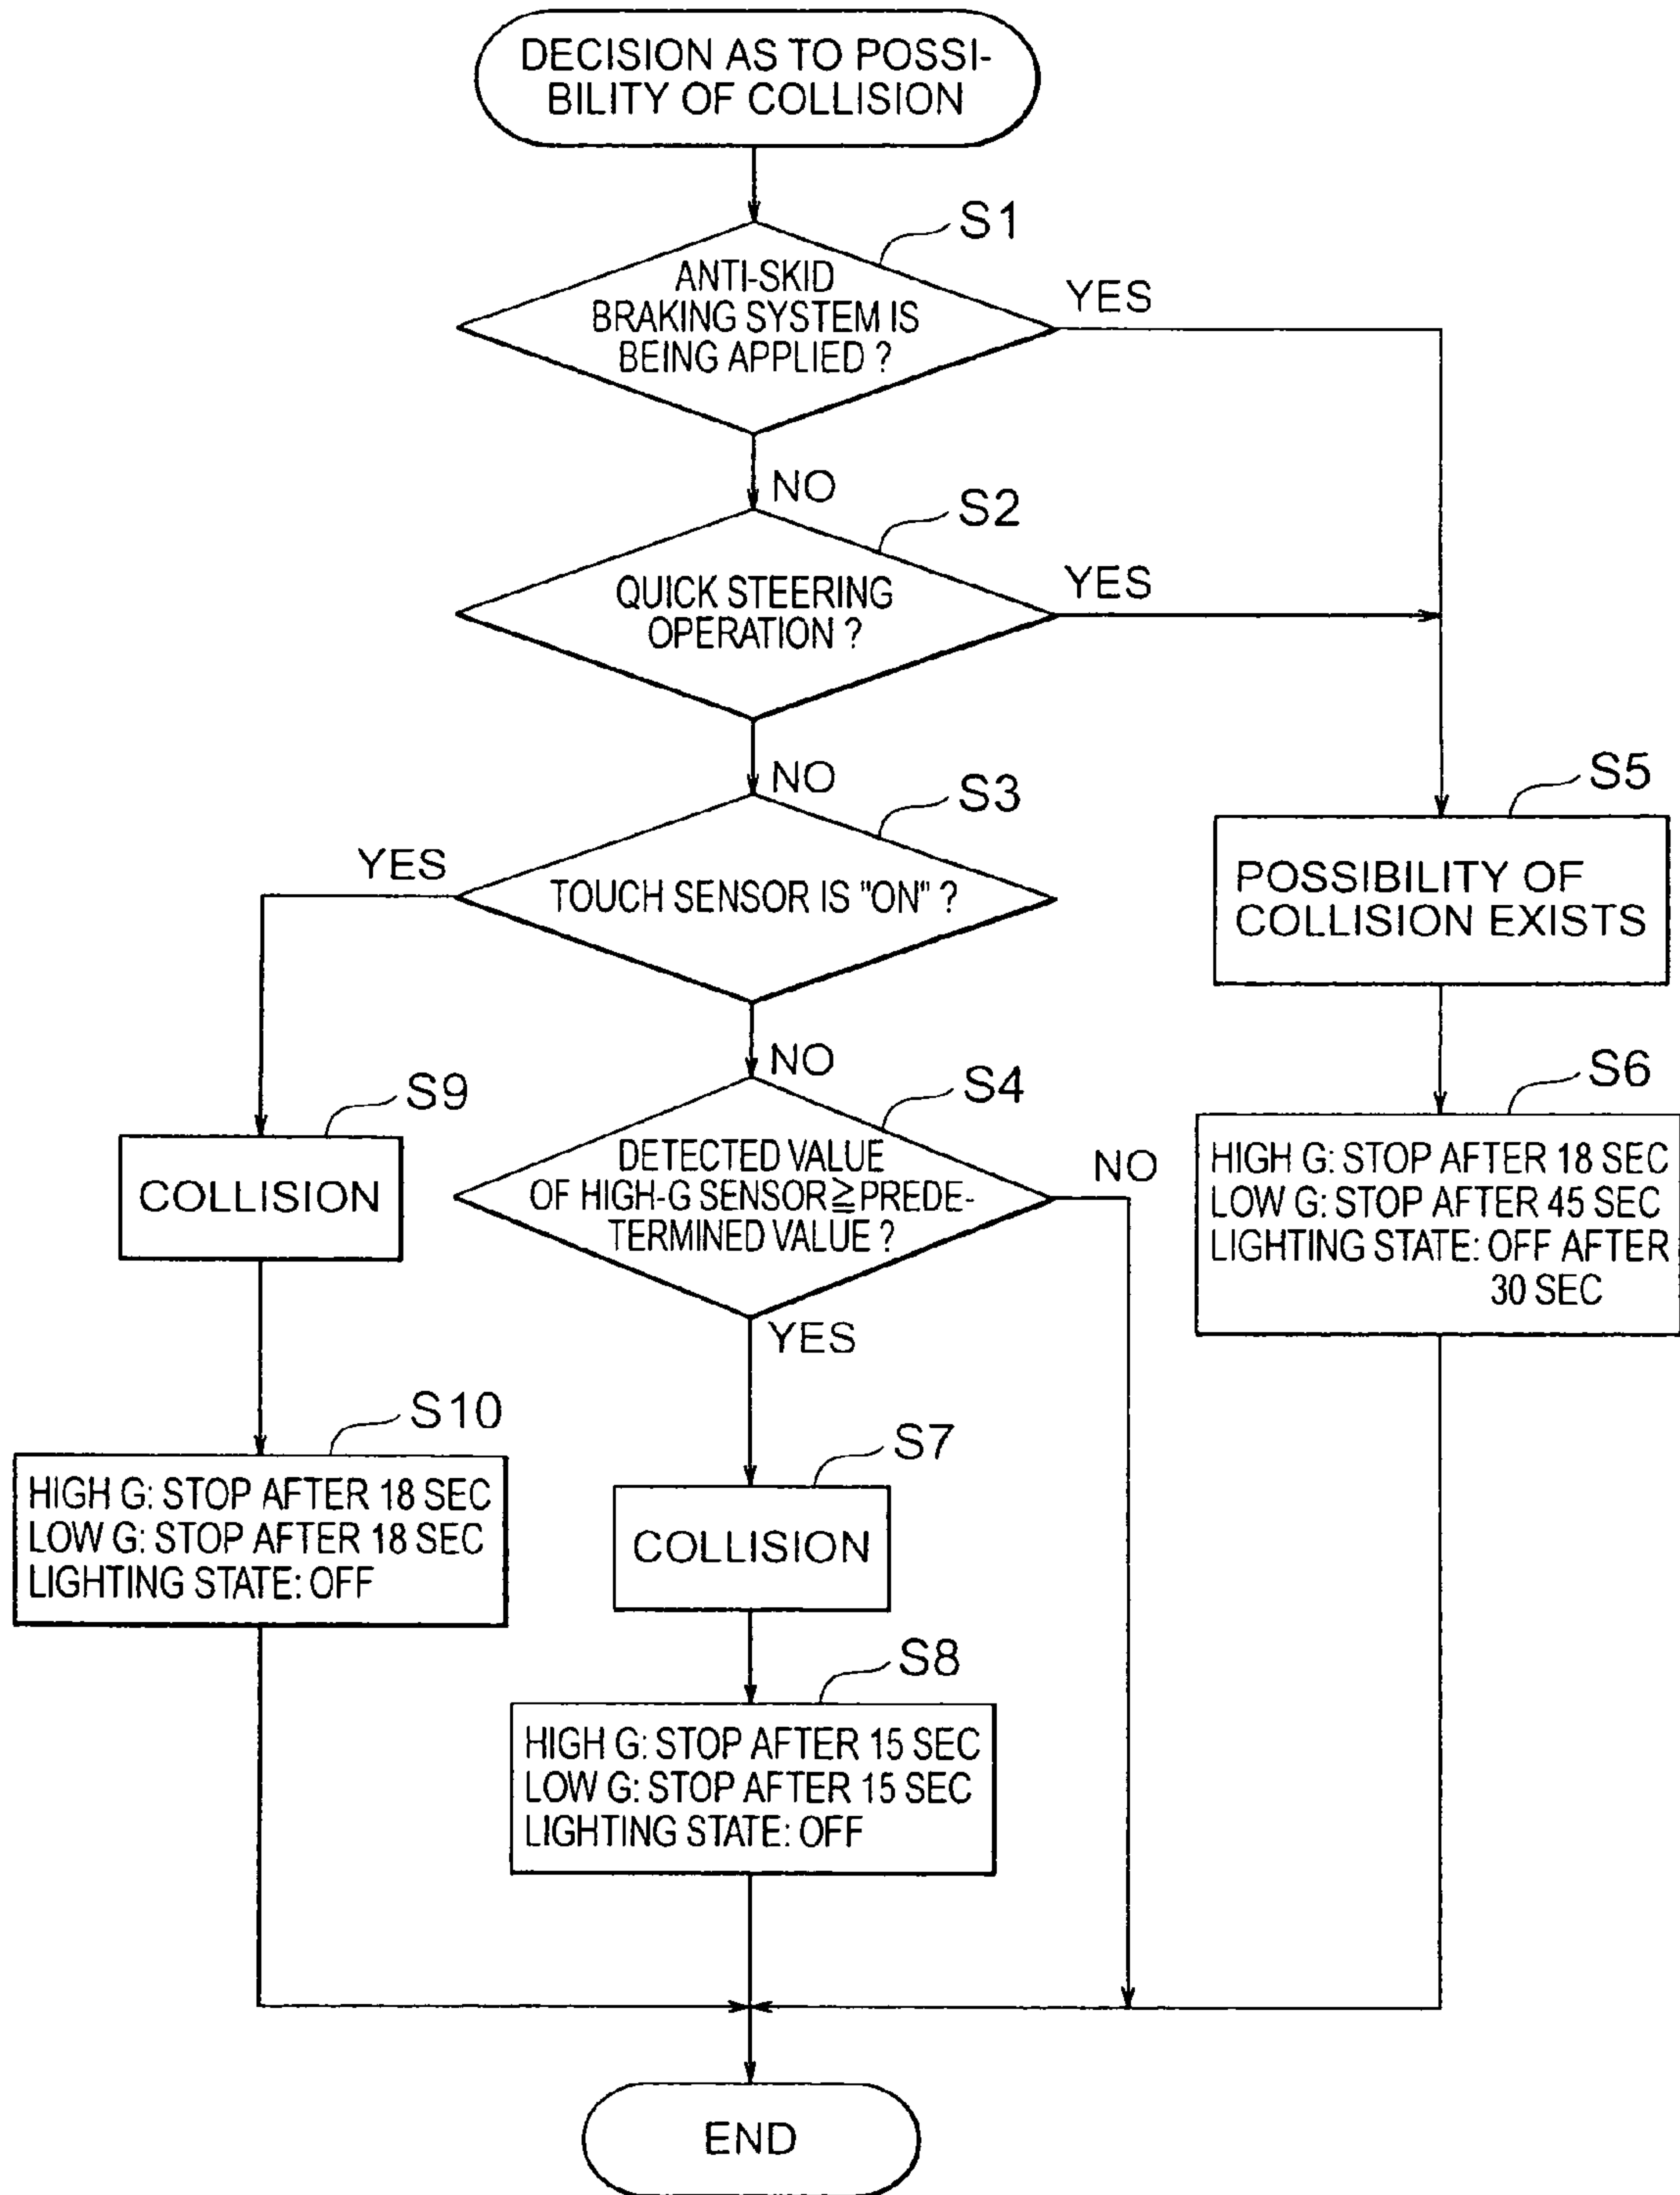 DECISION AS TO POSSI-
BILITY OF COLLISION
S1
ANTI-SKID
BRAKING SYSTEM IS
BEING APPLIED ?
YES
NO
S2
QUICK STEERING
OPERATION ?
YES
NO
S3
YES
TOUCH SENSOR IS "ON" ?
S5
POSSIBILITY OF
COLLISION EXISTS
NO
S4
DETECTED VALUE
OF HIGH-G SENSOR≧PREDE-
TERMINED VALUE ?
NO
YES
S6
HIGH G: STOP AFTER 18 SEC
LOW G: STOP AFTER 45 SEC
LIGHTING STATE: OFF AFTER
30 SEC
S9
COLLISION
S10
HIGH G: STOP AFTER 18 SEC
LOW G: STOP AFTER 18 SEC
LIGHTING STATE: OFF
S7
COLLISION
S8
HIGH G: STOP AFTER 15 SEC
LOW G: STOP AFTER 15 SEC
LIGHTING STATE: OFF
END